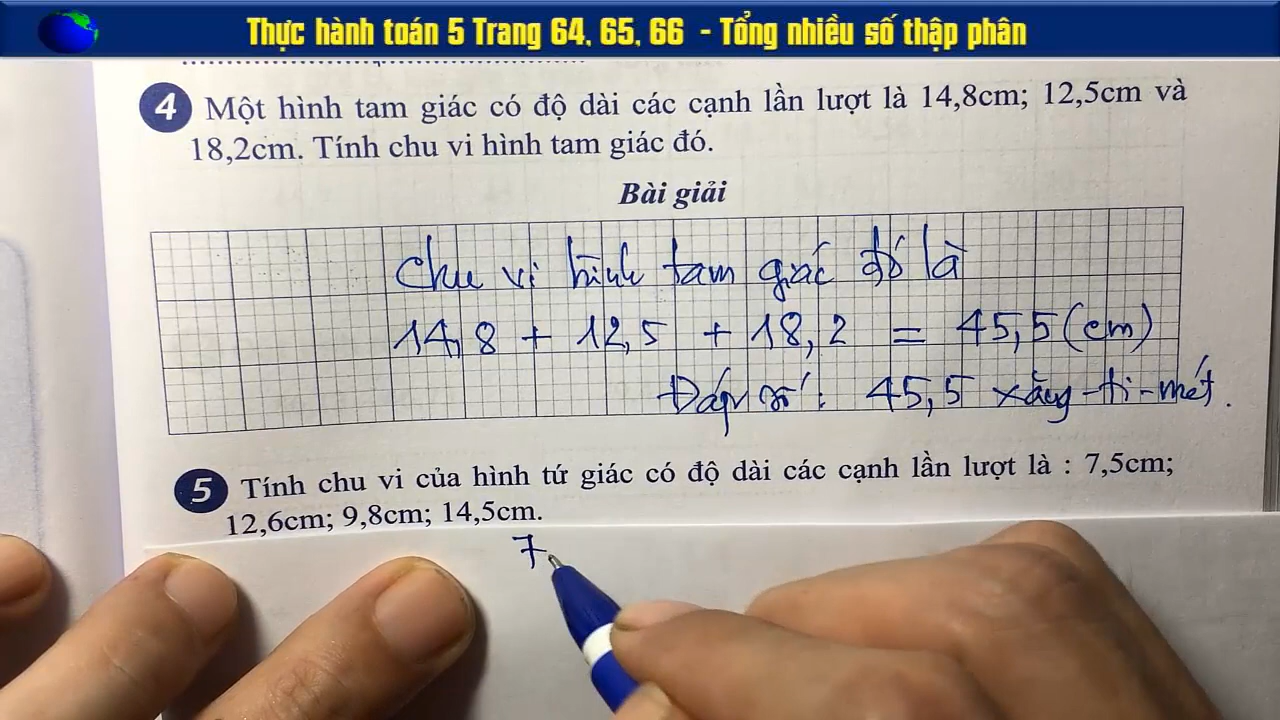 Thực hành toán 5 Trang 64, 65, 66 - Tổng nhiều số thập phân
4 Một hình tam giác có độ dài các cạnh lần lượt là 14,8cm; 12,5cm và
18,2cm. Tính chu vi hình tam giác đó.
Bài giải
Chu vi hình tam giác đó là
14,8 + 12,5 + 18,2 = 45,5 (cm)
Đáp số: 45,5 xăng-ti-mét.
5 Tính chu vi của hình tứ giác có độ dài các cạnh lần lượt là : 7,5cm;
12,6cm; 9,8cm; 14,5cm.
7